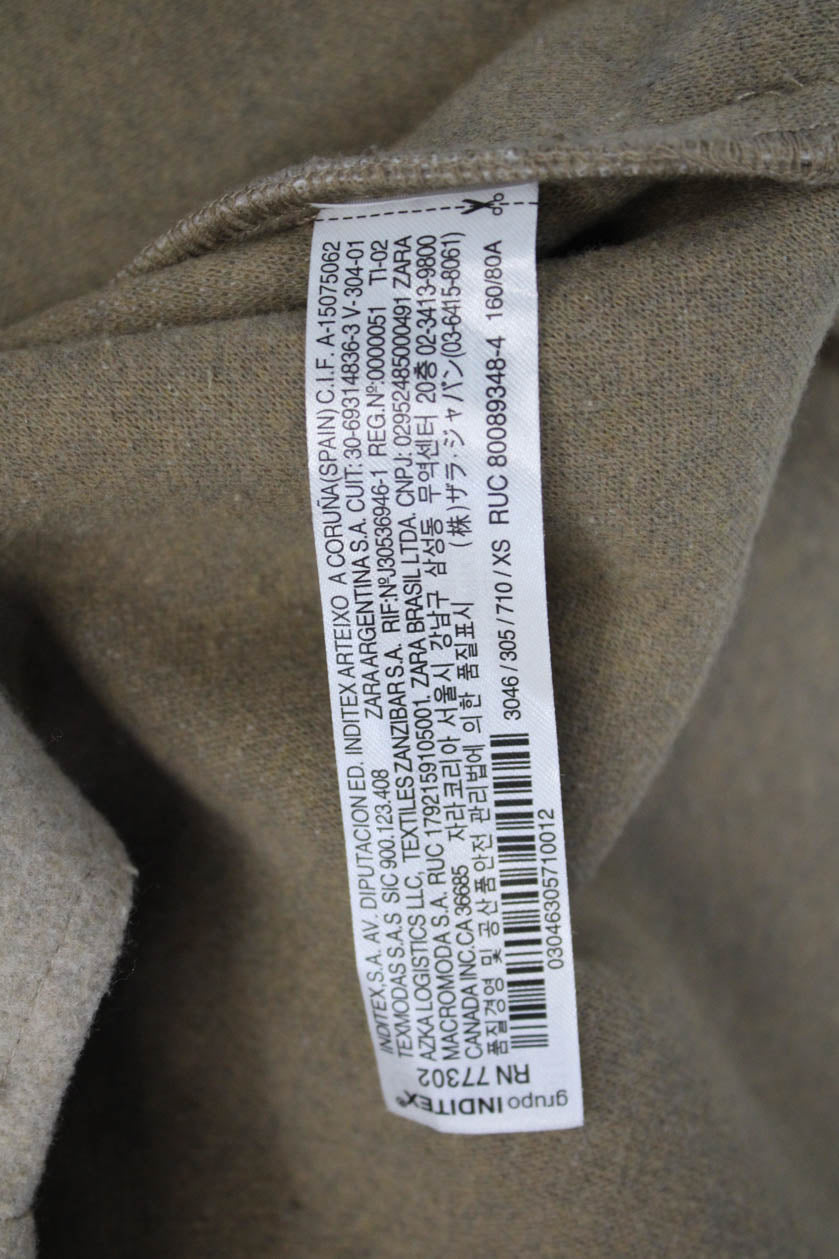 INDITEX,S.A. AV. DIPUTACION ED. INDITEX ARTEIXO A CORUÑA(SPAIN) C.I.F. A-15075062
TEXMODAS S.A.S SIC 900.123.408 ZARA ARGENTINA S.A. CUIT: 30-69314836-3 V-304-01
AZKA LOGISTICS LLC, TEXTILES ZANZIBAR S.A. RIF:NºJ30536946-1 REG.Nº:0000051 TI-02
MACROMODA S.A. RUC 1792159105001, ZARA BRASIL LTDA. CNPJ: 02952485000491 ZARA
CANADA INC.CA 36685 자라코리아 서울시 강남구 삼성동 무역센터 20층 02-3413-9800
품질경영 및 공산품안전 관리법에 의한 품질표시 (株)ザラ・ジャパン(03-6415-8061)
3046 / 305 / 710 / XS RUC 80089348-4 160/80A
03046305710012
RN 77302
grupo INDITEX